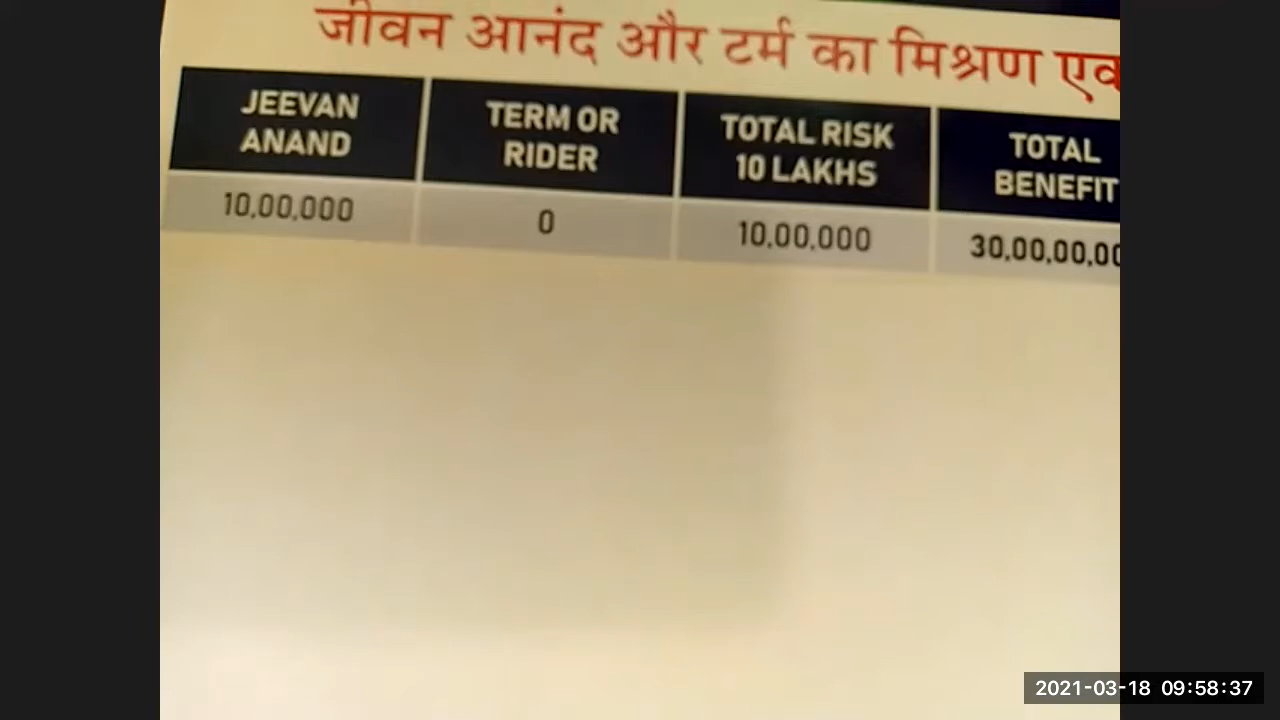 जीवन आनंद और टर्म का मिश्रण
JEEVAN ANAND
TERM OR RIDER
TOTAL RISK 10 LAKHS
TOTAL BENEFIT
10,00,000
0
10,00,000
2021-03-18 09:58:37